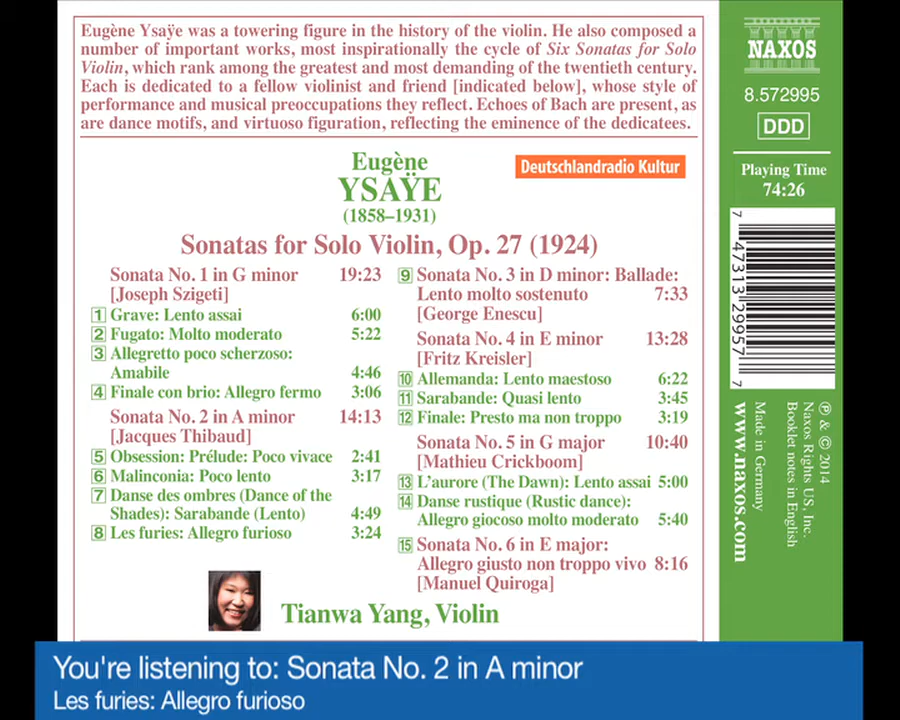 Eugène Ysaÿe was a towering figure in the history of the violin. He also composed a
number of important works, most inspirationally the cycle of Six Sonatas for Solo
Violin, which rank among the greatest and most demanding of the twentieth century.
Each is dedicated to a fellow violinist and friend [indicated below], whose style of
performance and musical preoccupations they reflect. Echoes of Bach are present, as
are dance motifs, and virtuoso figuration, reflecting the eminence of the dedicatees.
Eugène
YSAŸE
(1858–1931)
Deutschlandradio Kultur
Sonatas for Solo Violin, Op. 27 (1924)
Sonata No. 1 in G minor 19:23
[Joseph Szigeti]
1 Grave: Lento assai 6:00
2 Fugato: Molto moderato 5:22
3 Allegretto poco scherzoso:
Amabile 4:46
4 Finale con brio: Allegro fermo 3:06
Sonata No. 2 in A minor 14:13
[Jacques Thibaud]
5 Obsession: Prélude: Poco vivace 2:41
6 Malinconia: Poco lento 3:17
7 Danse des ombres (Dance of the
Shades): Sarabande (Lento) 4:49
8 Les furies: Allegro furioso 3:24
9 Sonata No. 3 in D minor: Ballade:
Lento molto sostenuto 7:33
[George Enescu]
Sonata No. 4 in E minor 13:28
[Fritz Kreisler]
10 Allemanda: Lento maestoso 6:22
11 Sarabande: Quasi lento 3:45
12 Finale: Presto ma non troppo 3:19
Sonata No. 5 in G major 10:40
[Mathieu Crickboom]
13 L'aurore (The Dawn): Lento assai 5:00
14 Danse rustique (Rustic dance):
Allegro giocoso molto moderato 5:40
15 Sonata No. 6 in E major:
Allegro giusto non troppo vivo 8:16
[Manuel Quiroga]
Tianwa Yang, Violin
NAXOS
8.572995
DDD
Playing Time
74:26
7 47313 29957 7
℗ & © 2014
Naxos Rights US, Inc.
Booklet notes in English
Made in Germany
www.naxos.com
You're listening to: Sonata No. 2 in A minor
Les furies: Allegro furioso